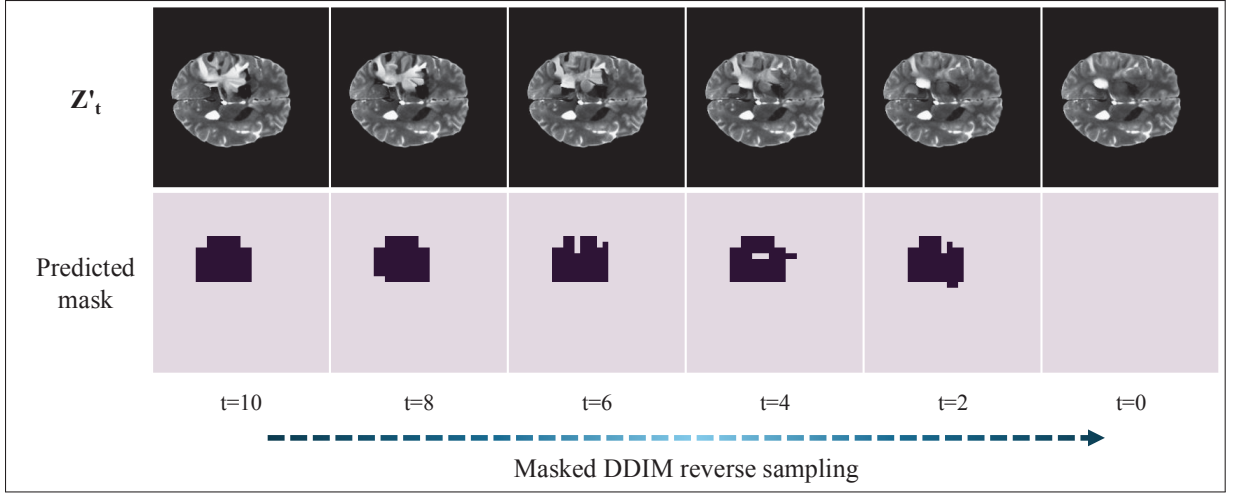 Z't
Predicted
mask
t=10 t=8 t=6 t=4 t=2 t=0
Masked DDIM reverse sampling